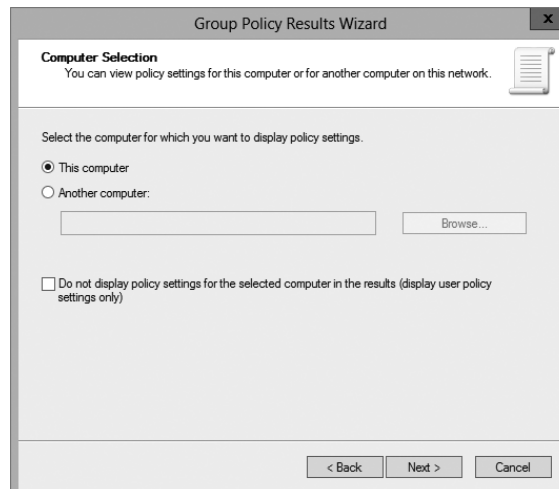 Group Policy Results Wizard
x
Computer Selection
You can view policy settings for this computer or for another computer on this network.
Select the computer for which you want to display policy settings.
This computer
Another computer:
Browse...
Do not display policy settings for the selected computer in the results (display user policy
settings only)
< Back
Next >
Cancel